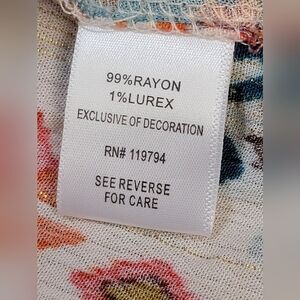 99%RAYON
1%LUREX
EXCLUSIVE OF DECORATION
RN# 119794
SEE REVERSE
FOR CARE